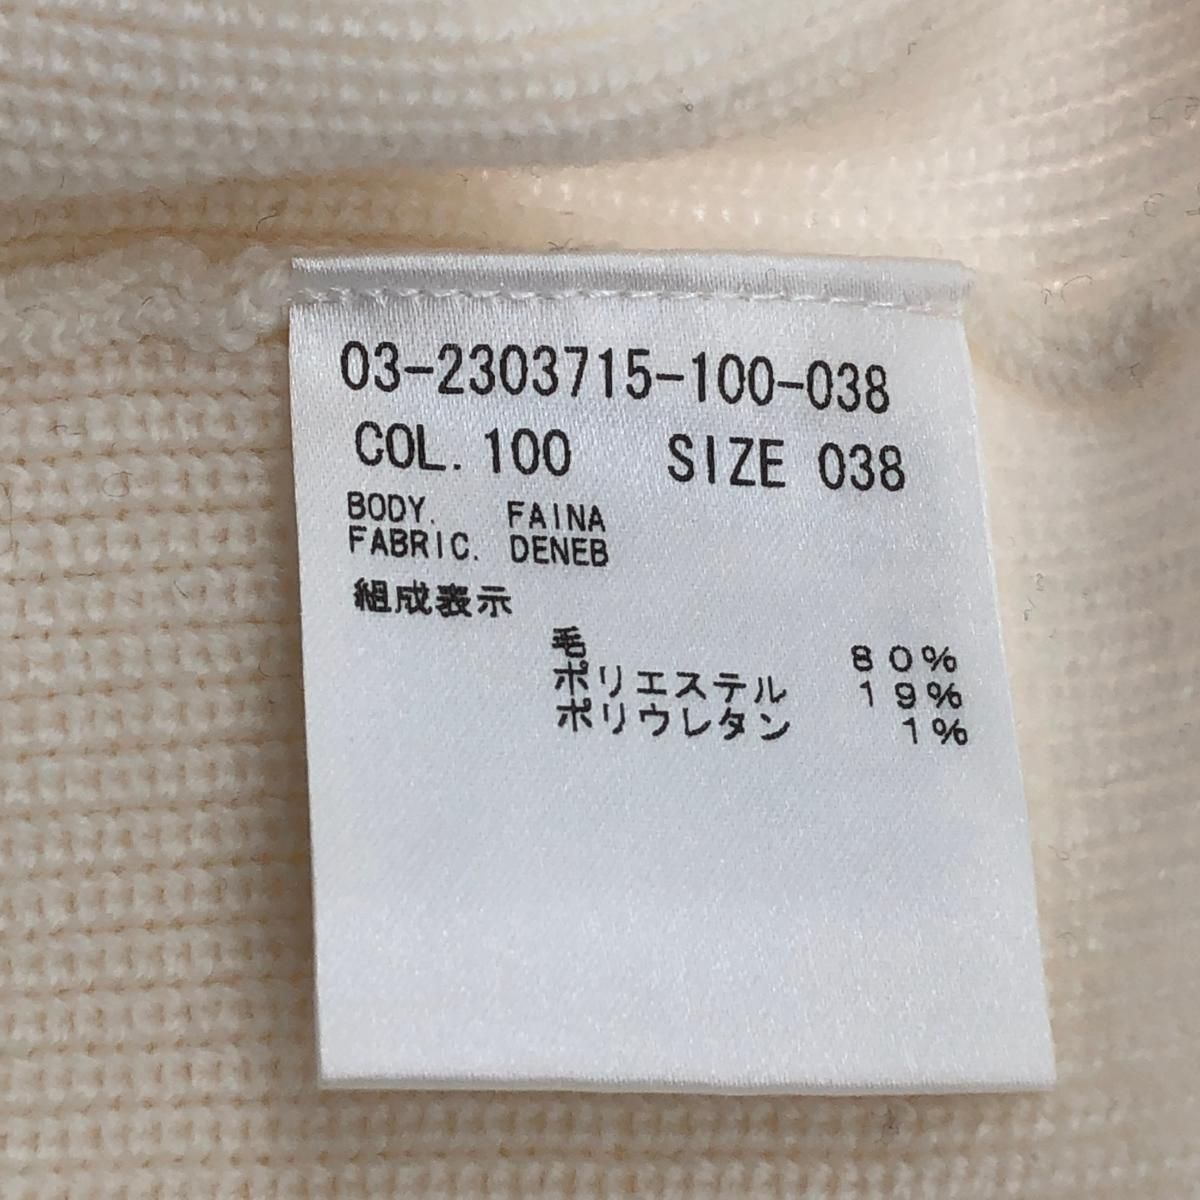 03-2303715-100-038
COL. 100 SIZE 038
BODY. FAINA
FABRIC. DENEB
組成表示
毛 80%
ポリエステル 19%
ポリウレタン 1%